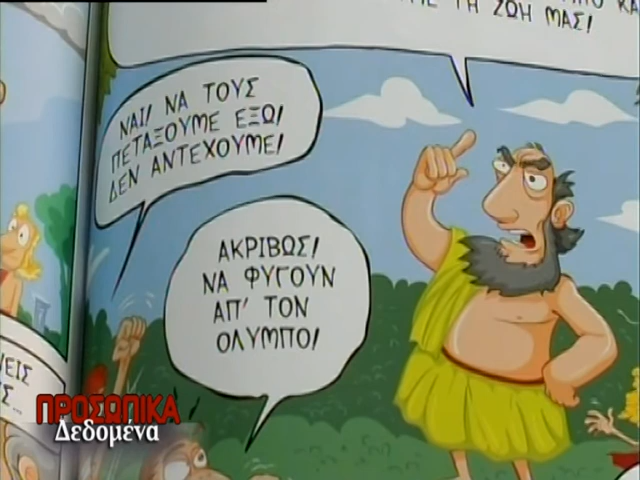 ΤΗ ΖΩΗ ΜΑΣ!
ΝΑΙ! ΝΑ ΤΟΥΣ
ΠΕΤΑΞΟΥΜΕ ΕΞΩ!
ΔΕΝ ΑΝΤΕΧΟΥΜΕ!
ΑΚΡΙΒΩΣ!
ΝΑ ΦΥΓΟΥΝ
ΑΠ' ΤΟΝ
ΟΛΥΜΠΟ!
ΠΡΟΣΩΠΙΚΑ
Δεδομένα